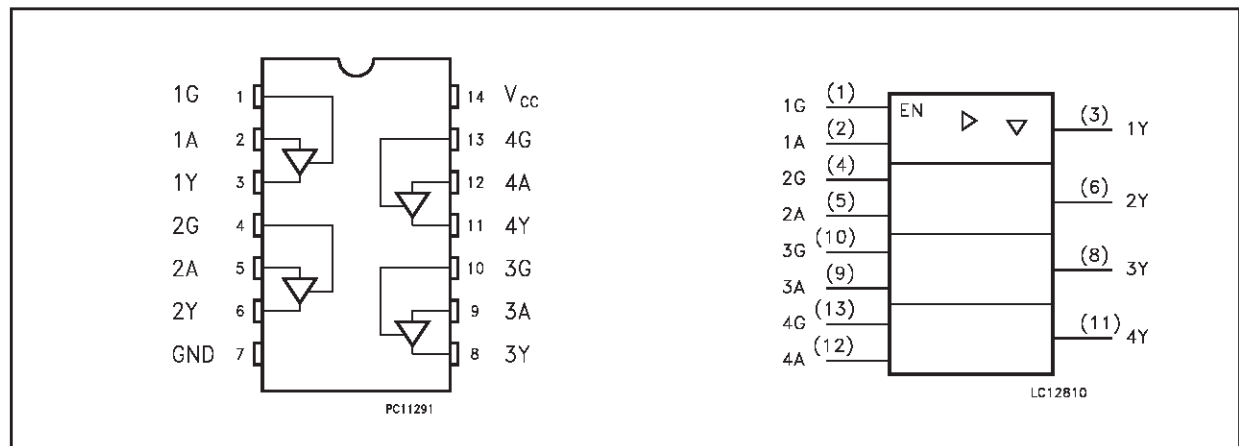 1G 1 14 VCC
1A 2 13 4G
1Y 3 12 4A
2G 4 11 4Y
2A 5 10 3G
2Y 6 9 3A
GND 7 8 3Y
PC11291
1G (1) EN (3) 1Y
1A (2)
2G (4) (6) 2Y
2A (5)
3G (10) (8) 3Y
3A (9)
4G (13) (11) 4Y
4A (12)
LC12810